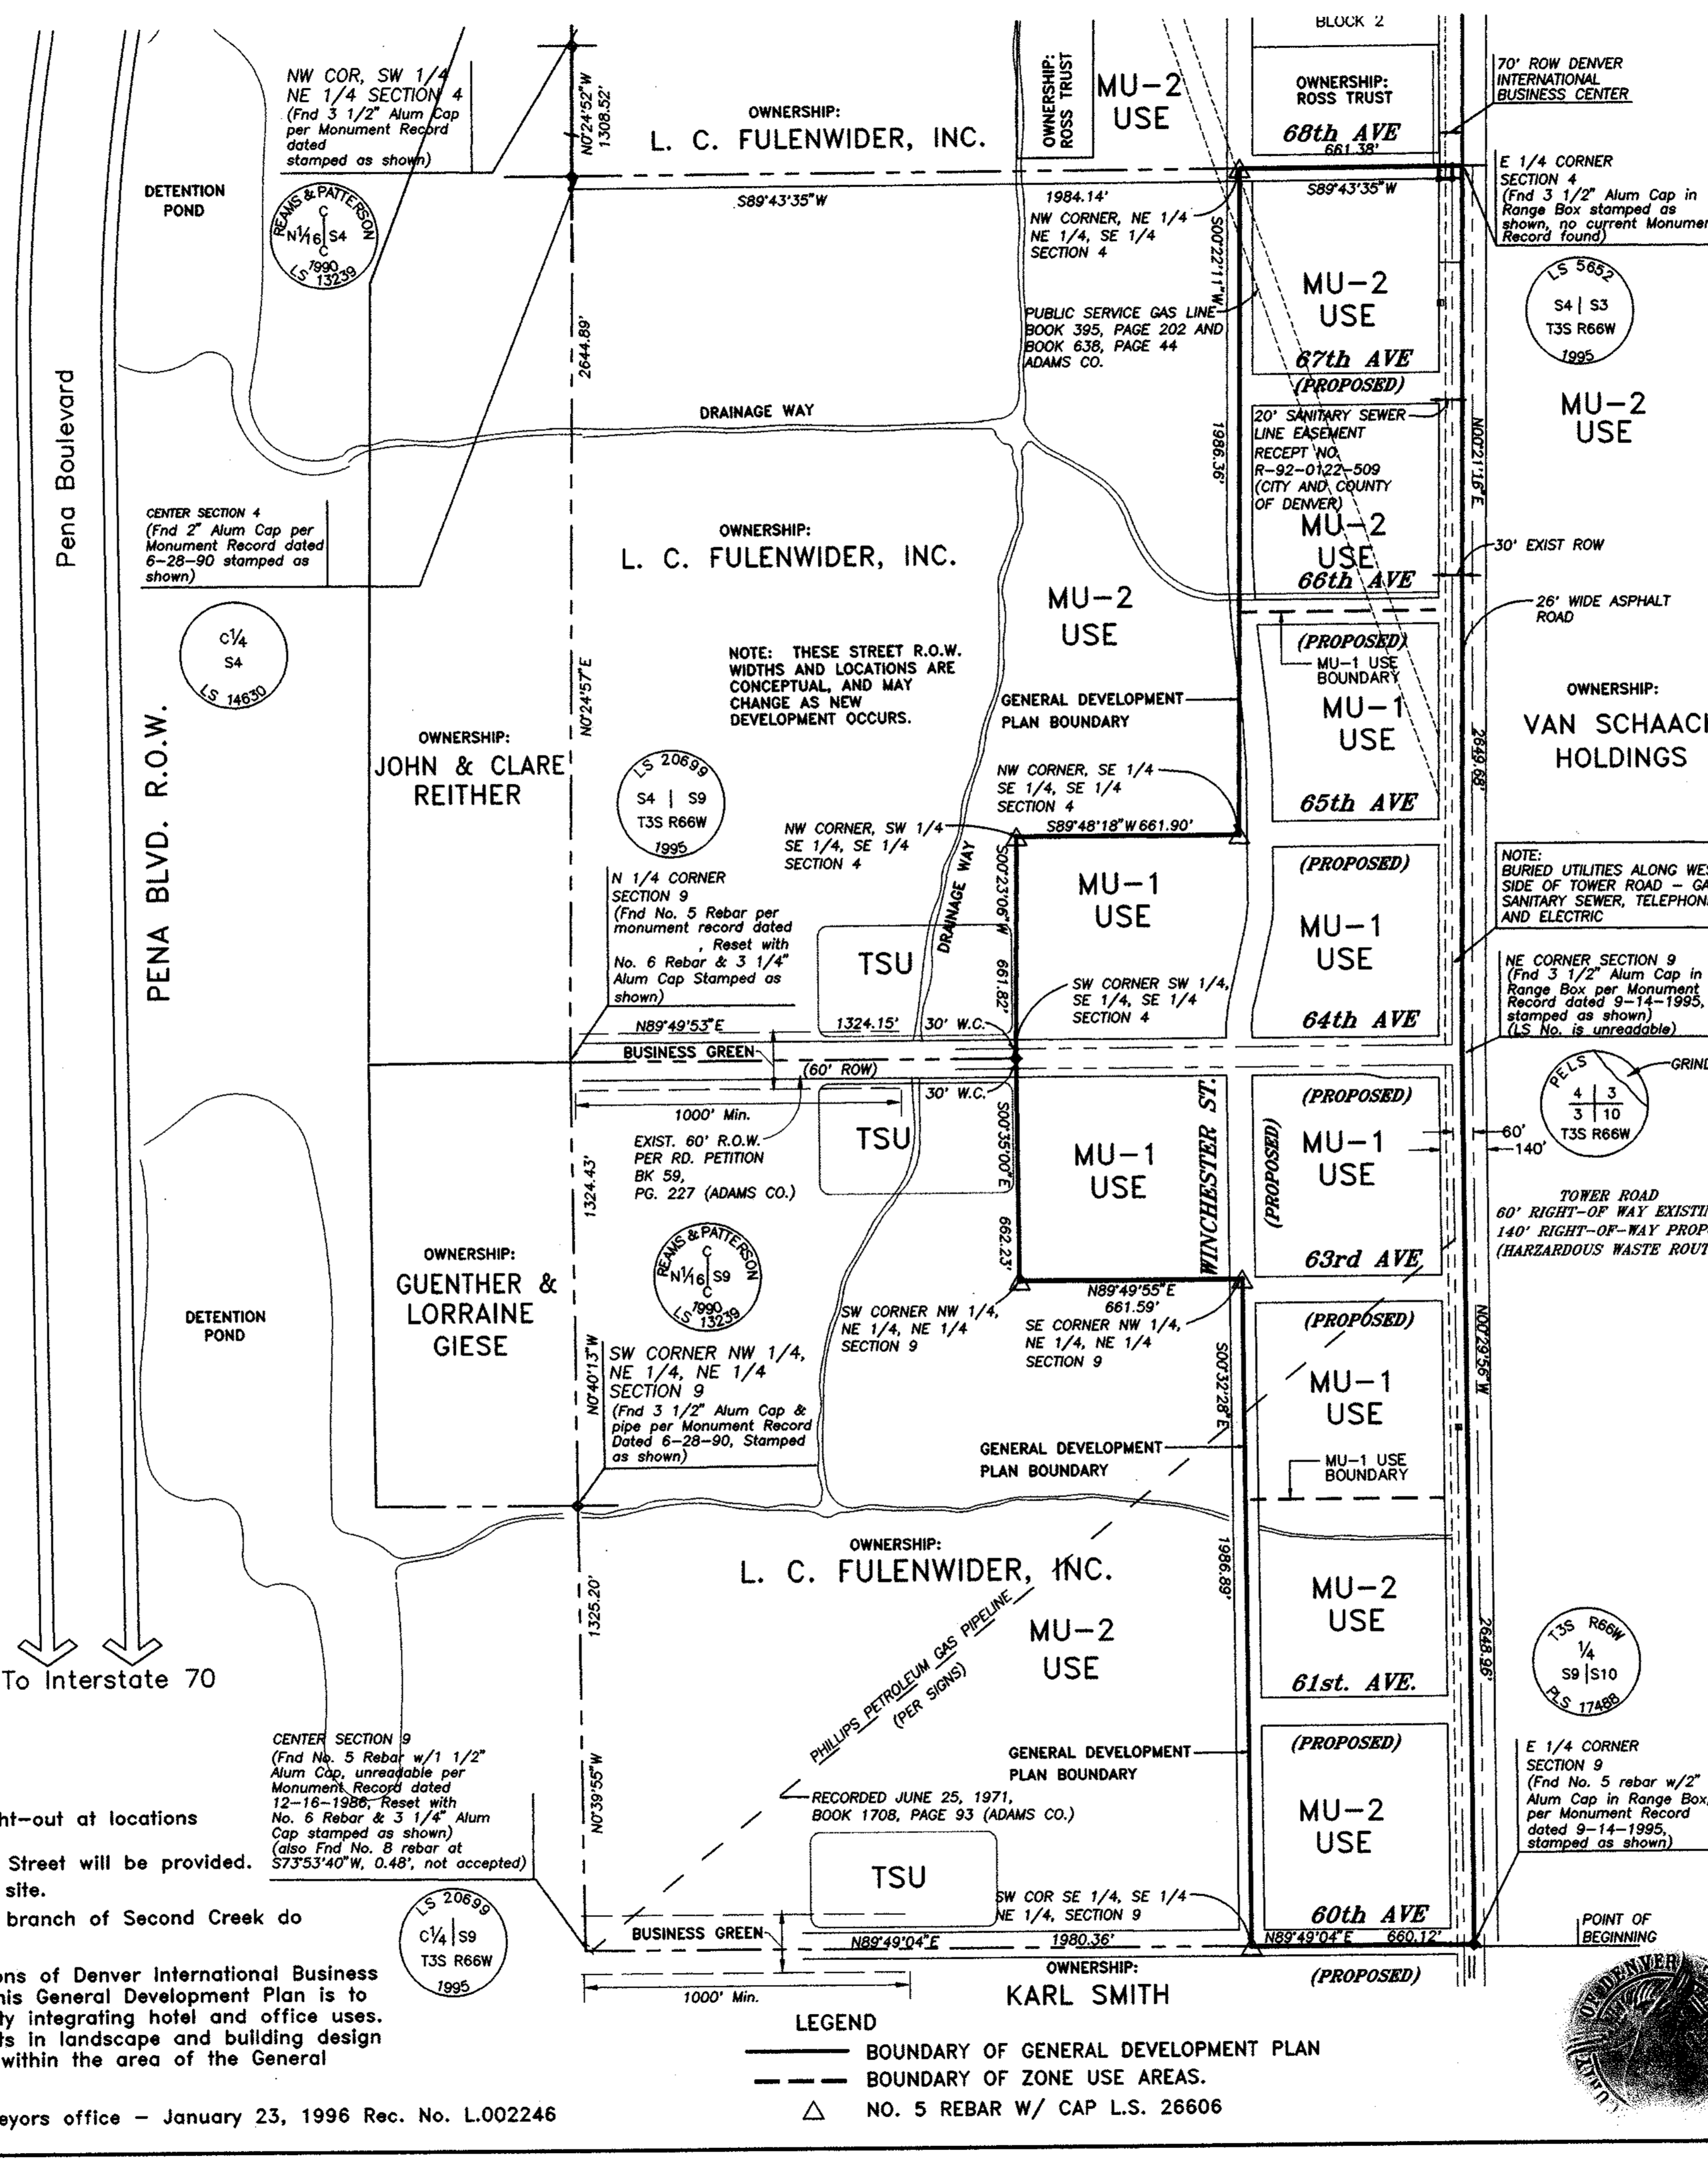 BLOCK 2
NW COR, SW 1/4
NE 1/4 SECTION 4
(Fnd 3 1/2" Alum Cap
per Monument Record
dated
stamped as shown)
DETENTION
POND
REAMS & PATTERSON
C
N1/16 S4
C
1990
LS 13239
N0°24'52"W
1308.52'
OWNERSHIP:
L. C. FULENWIDER, INC.
OWNERSHIP:
ROSS TRUST
MU-2
USE
OWNERSHIP:
ROSS TRUST
68th AVE
661.38'
70' ROW DENVER
INTERNATIONAL
BUSINESS CENTER
E 1/4 CORNER
SECTION 4
(Fnd 3 1/2" Alum Cap in
Range Box stamped as
shown, no current
Record found)
LS 5652
S4 | S3
T3S R66W
1995
S89°43'35"W
1984.14'
S89°43'35"W
NW CORNER, NE 1/4
NE 1/4, SE 1/4
SECTION 4
S00°22'11"W
MU-2
USE
PUBLIC SERVICE GAS LINE
BOOK 395, PAGE 202 AND
BOOK 638, PAGE 44
ADAMS CO.
67th AVE
(PROPOSED)
2644.89'
Pena Boulevard
DRAINAGE WAY
1986.36'
20' SANITARY SEWER
LINE EASEMENT
RECEPT NO.
R-92-0122-509
(CITY AND COUNTY
OF DENVER)
MU-2
USE
66th AVE
N00°21'16"E
MU-2
USE
30' EXIST ROW
26' WIDE ASPHALT
ROAD
CENTER SECTION 4
(Fnd 2" Alum Cap per
Monument Record dated
6-28-90 stamped as
shown)
C1/4
S4
LS 14630
OWNERSHIP:
L. C. FULENWIDER, INC.
MU-2
USE
NOTE: THESE STREET R.O.W.
WIDTHS AND LOCATIONS ARE
CONCEPTUAL, AND MAY
CHANGE AS NEW
DEVELOPMENT OCCURS.
N0°24'57"E
(PROPOSED)
MU-1 USE
BOUNDARY
GENERAL DEVELOPMENT
PLAN BOUNDARY
MU-1
USE
65th AVE
2649.68'
OWNERSHIP:
HOLDINGS
PENA BLVD. R.O.W.
OWNERSHIP:
JOHN & CLARE
REITHER
LS 20699
S4 | S9
T3S R66W
1995
NW CORNER, SE 1/4
SE 1/4, SE 1/4
SECTION 4
S89°48'18"W 661.90'
NW CORNER, SW 1/4
SE 1/4, SE 1/4
SECTION 4
N 1/4 CORNER
SECTION 9
(Fnd No. 5 Rebar per
monument record dated
, Reset with
No. 6 Rebar & 3 1/4"
Alum Cap Stamped as
shown)
TSU
DRAINAGE WAY
S00°23'06"W
661.82'
MU-1
USE
SW CORNER SW 1/4,
SE 1/4, SE 1/4
SECTION 4
(PROPOSED)
MU-1
USE
64th AVE
NOTE:
BURIED UTILITIES ALONG
SIDE OF TOWER ROAD –
SANITARY SEWER,
AND ELECTRIC
NE CORNER SECTION 9
(Fnd 3 1/2" Alum Cap in
Range Box per Monument
Record dated 9-14-1995,
stamped as shown)
(LS No. is unreadable)
N89°49'53"E
1324.15'
30' W.C.
BUSINESS GREEN
(60' ROW)
30' W.C.
1000' Min.
EXIST. 60' R.O.W.
PER RD. PETITION
BK 59,
PG. 227 (ADAMS CO.)
TSU
S00°35'00"E
662.23'
MU-1
USE
WINCHESTER ST.
(PROPOSED)
(PROPOSED)
MU-1
USE
63rd AVE
PELS
4 | 3
3 | 10
T3S R66W
60'
140'
TOWER ROAD
60' RIGHT-OF WAY
140' RIGHT-OF-WAY
(HARZARDOUS WASTE
1324.43'
OWNERSHIP:
GUENTHER &
LORRAINE
GIESE
DETENTION
POND
REAMS & PATTERSON
C
N1/16 S9
C
1990
LS 13239
N89°49'55"E
661.59'
SW CORNER NW 1/4,
NE 1/4, NE 1/4
SECTION 9
SE CORNER NW 1/4,
NE 1/4, NE 1/4
SECTION 9
(PROPOSED)
N00°29'56"W
N0°40'13"W
SW CORNER NW 1/4,
NE 1/4, NE 1/4
SECTION 9
(Fnd 3 1/2" Alum Cap &
pipe per Monument Record
Dated 6-28-90, Stamped
as shown)
S00°32'28"E
MU-1
USE
GENERAL DEVELOPMENT
PLAN BOUNDARY
MU-1 USE
BOUNDARY
OWNERSHIP:
L. C. FULENWIDER, INC.
1986.89'
1325.20'
MU-2
USE
MU-2
USE
61st. AVE.
2648.96'
T3S R66W
1/4
S9 | S10
PLS 17488
To Interstate 70
PHILLIPS PETROLEUM GAS PIPELINE
(PER SIGNS)
CENTER SECTION 9
(Fnd No. 5 Rebar w/1 1/2"
Alum Cap, unreadable per
Monument Record dated
12-16-1986, Reset with
No. 6 Rebar & 3 1/4" Alum
Cap stamped as shown)
(also Fnd No. 8 rebar at
S73°53'40"W, 0.48', not accepted)
N0°39'55"W
GENERAL DEVELOPMENT
PLAN BOUNDARY
(PROPOSED)
E 1/4 CORNER
SECTION 9
(Fnd No. 5 rebar w/2"
Alum Cap in Range Box,
per Monument Record
dated 9-14-1995,
stamped as shown)
RECORDED JUNE 25, 1971,
BOOK 1708, PAGE 93 (ADAMS CO.)
MU-2
USE
TSU
SW COR SE 1/4, SE 1/4
NE 1/4, SECTION 9
60th AVE
at locations
Street will be provided.
site.
branch of Second Creek do
LS 20699
C1/4 | S9
T3S R66W
1995
BUSINESS GREEN
N89°49'04"E
1980.36'
N89°49'04"E 660.12'
POINT OF
BEGINNING
of Denver International Business
General Development Plan is to
integrating hotel and office uses.
in landscape and building design
within the area of the General
1000' Min.
OWNERSHIP:
KARL SMITH
(PROPOSED)
LEGEND
BOUNDARY OF GENERAL DEVELOPMENT PLAN
BOUNDARY OF ZONE USE AREAS.
NO. 5 REBAR W/ CAP L.S. 26606
office – January 23, 1996 Rec. No. L.002246